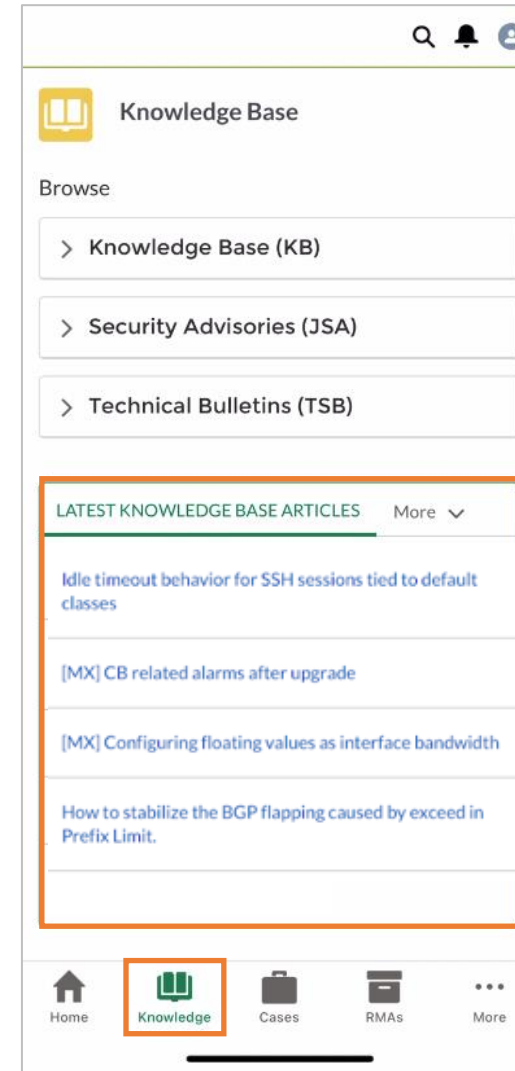 Knowledge Base
Browse
Knowledge Base (KB)
Security Advisories (JSA)
Technical Bulletins (TSB)
LATEST KNOWLEDGE BASE ARTICLES More
Idle timeout behavior for SSH sessions tied to default
classes
[MX] CB related alarms after upgrade
[MX] Configuring floating values as interface bandwidth
How to stabilize the BGP flapping caused by exceed in
Prefix Limit.
Home Knowledge Cases RMAs More